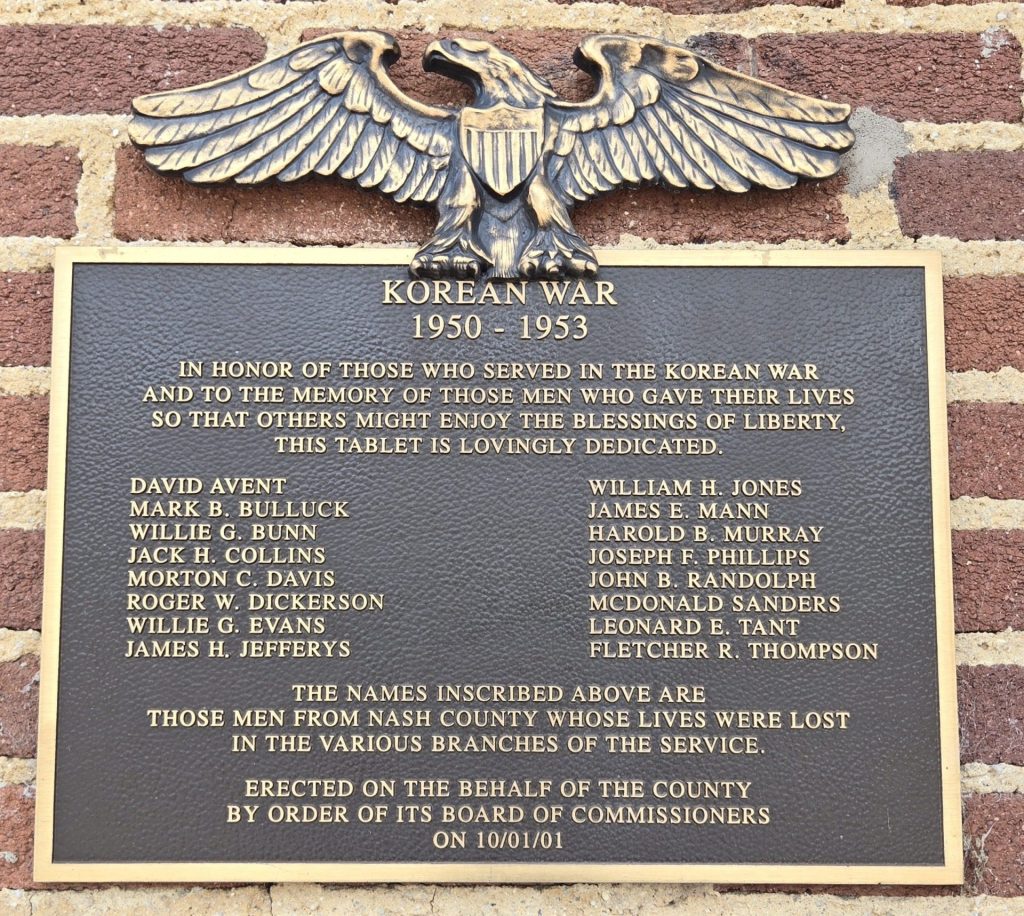 KOREAN WAR
1950 - 1953
IN HONOR OF THOSE WHO SERVED IN THE KOREAN WAR
AND TO THE MEMORY OF THOSE MEN WHO GAVE THEIR LIVES
SO THAT OTHERS MIGHT ENJOY THE BLESSINGS OF LIBERTY,
THIS TABLET IS LOVINGLY DEDICATED.
DAVID AVENT
MARK B. BULLUCK
WILLIE G. BUNN
JACK H. COLLINS
MORTON C. DAVIS
ROGER W. DICKERSON
WILLIE G. EVANS
JAMES H. JEFFERYS
WILLIAM H. JONES
JAMES E. MANN
HAROLD B. MURRAY
JOSEPH F. PHILLIPS
JOHN B. RANDOLPH
MCDONALD SANDERS
LEONARD E. TANT
FLETCHER R. THOMPSON
THE NAMES INSCRIBED ABOVE ARE
THOSE MEN FROM NASH COUNTY WHOSE LIVES WERE LOST
IN THE VARIOUS BRANCHES OF THE SERVICE.
ERECTED ON THE BEHALF OF THE COUNTY
BY ORDER OF ITS BOARD OF COMMISSIONERS
ON 10/01/01